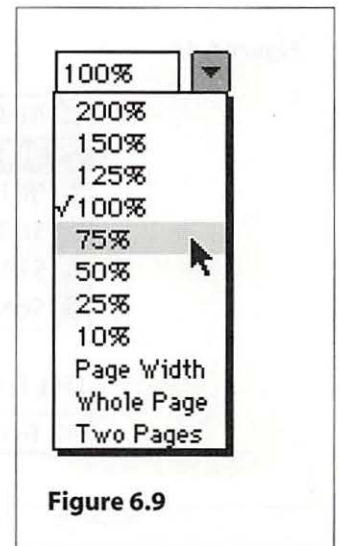 100%
200%
150%
125%
√100%
75%
50%
25%
10%
Page Width
Whole Page
Two Pages
Figure 6.9